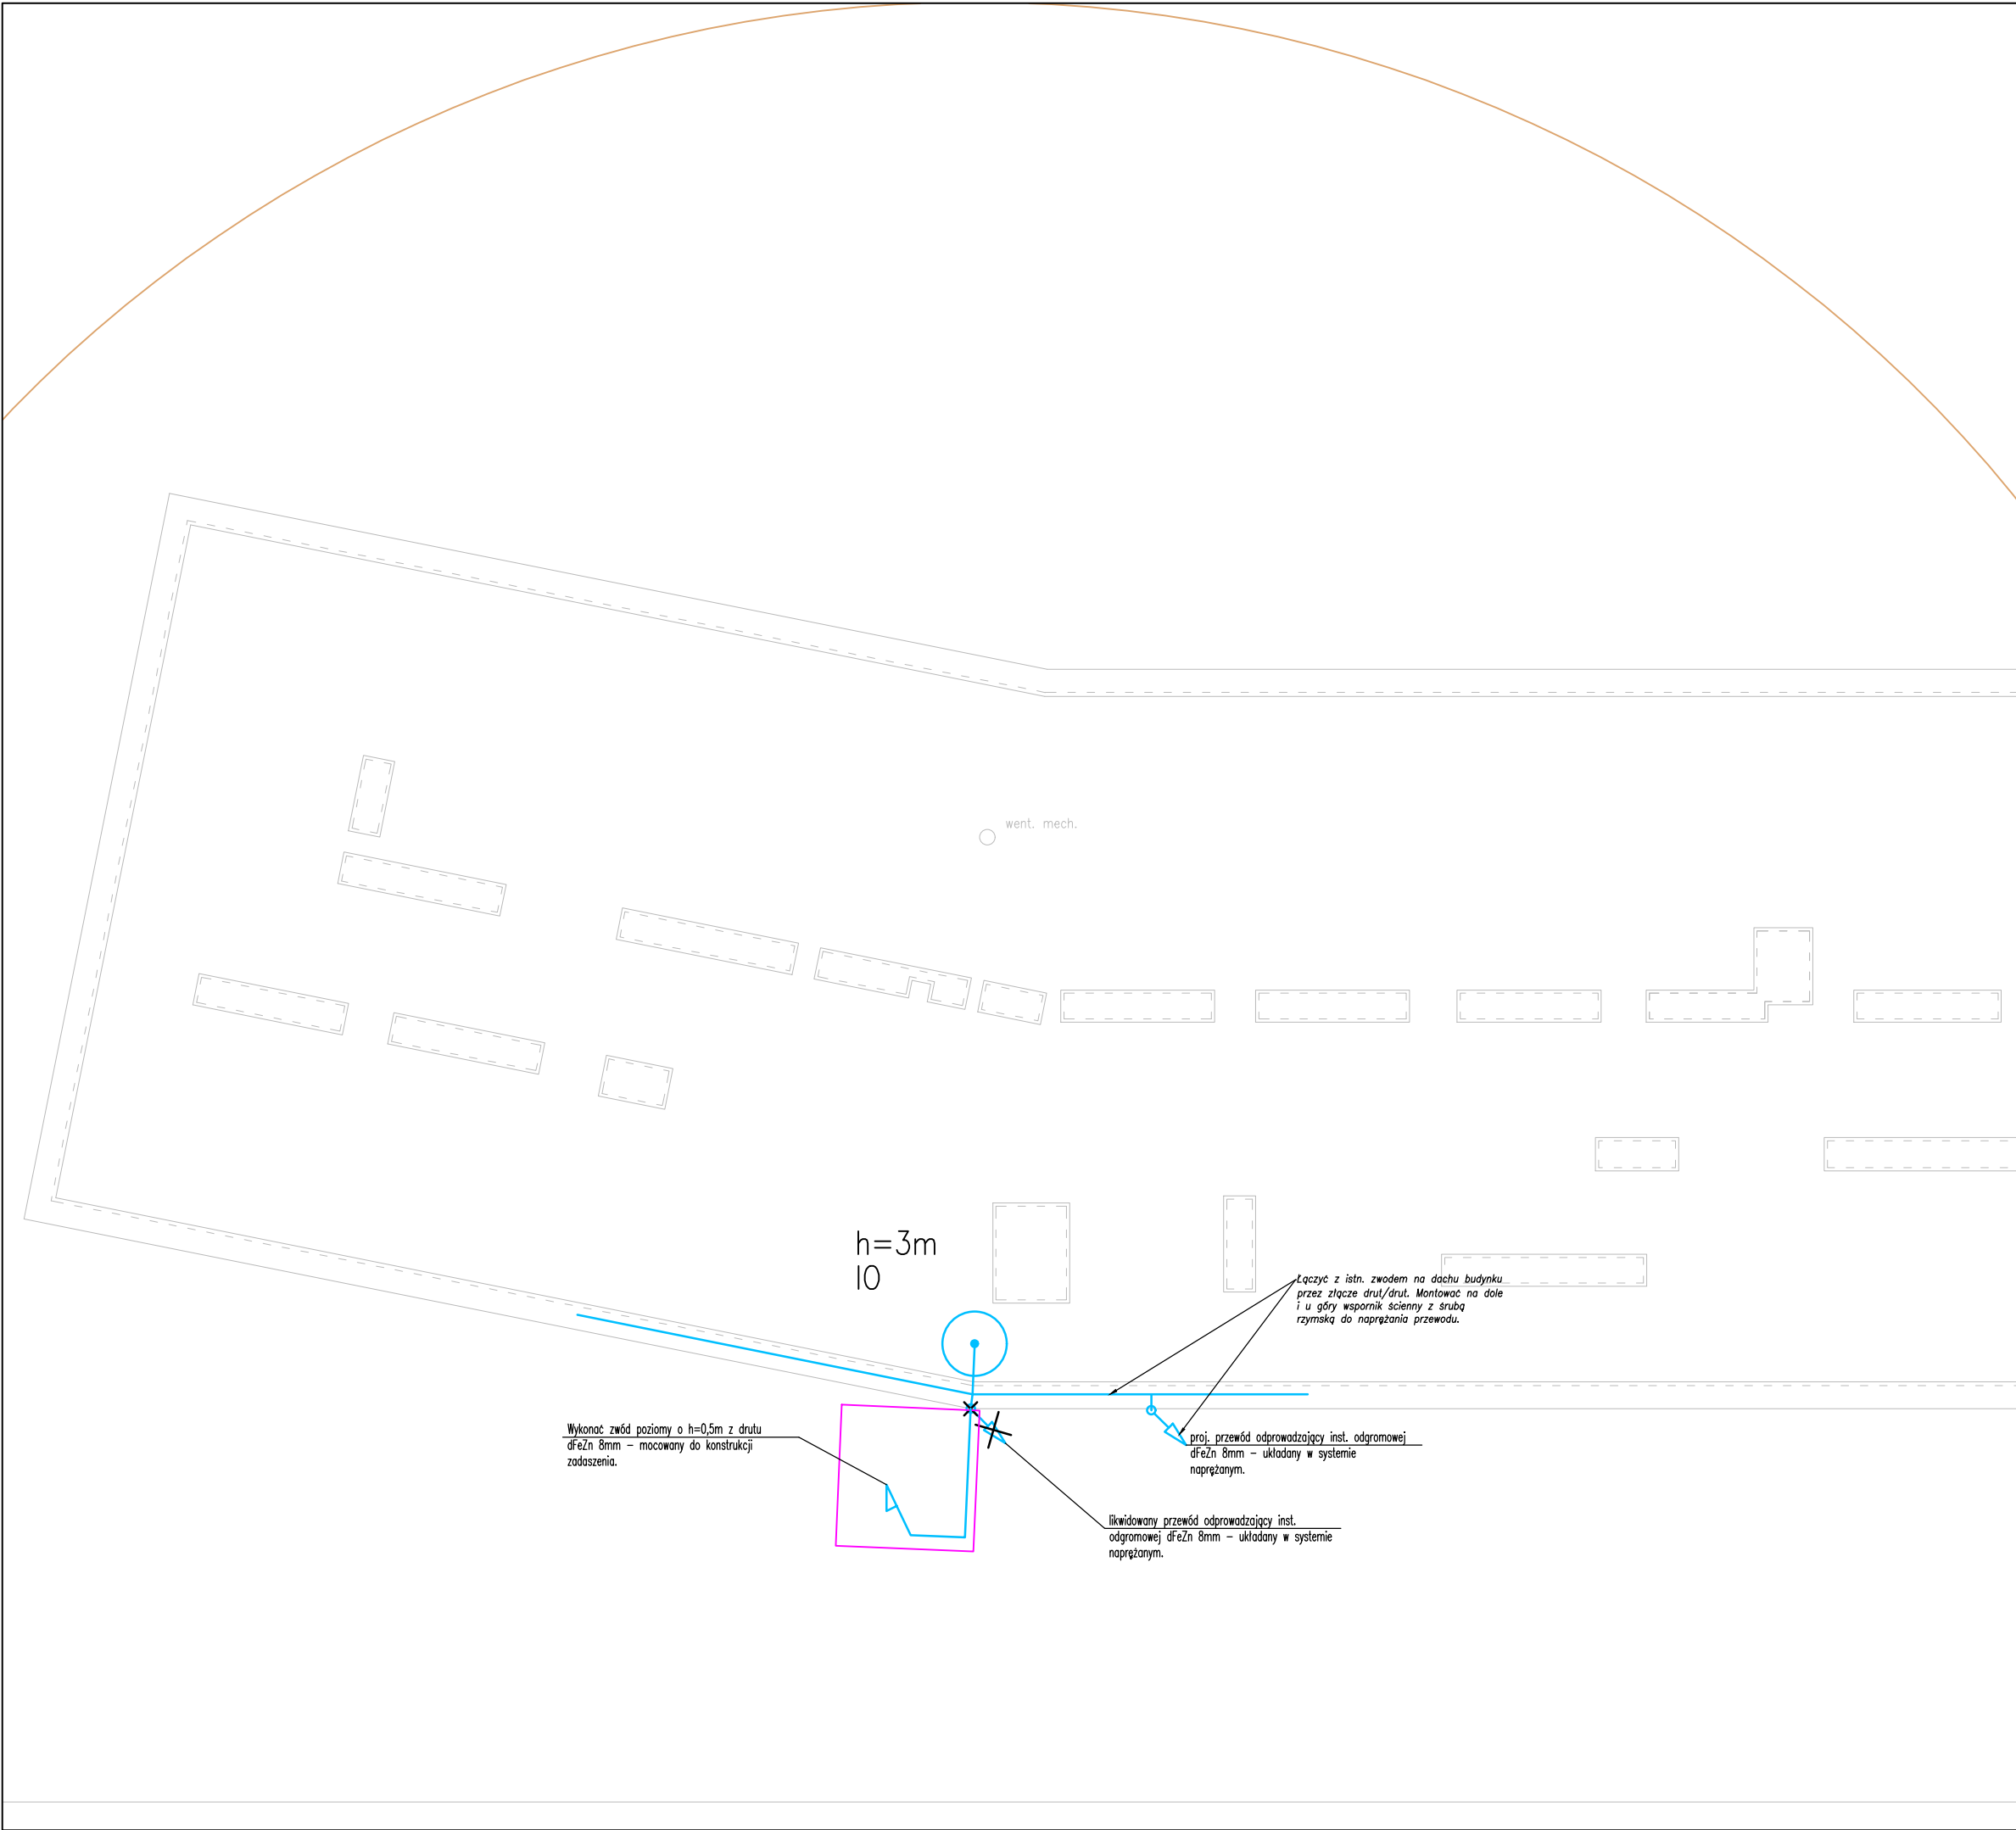 went. mech.
h=3m
IO
Łączyć z istn. zwodem na dachu budynku
przez złącze drut/drut. Montować na dole
i u góry wspornik ścienny z śrubą
rzymską do naprężania przewodu.
Wykonać zwód poziomy o h=0,5m z drutu
dFeZn 8mm – mocowany do konstrukcji
zadaszenia.
proj. przewód odprowadzający inst. odgromowej
dFeZn 8mm – układany w systemie
naprężanym.
likwidowany przewód odprowadzający inst.
odgromowej dFeZn 8mm – układany w systemie
naprężanym.